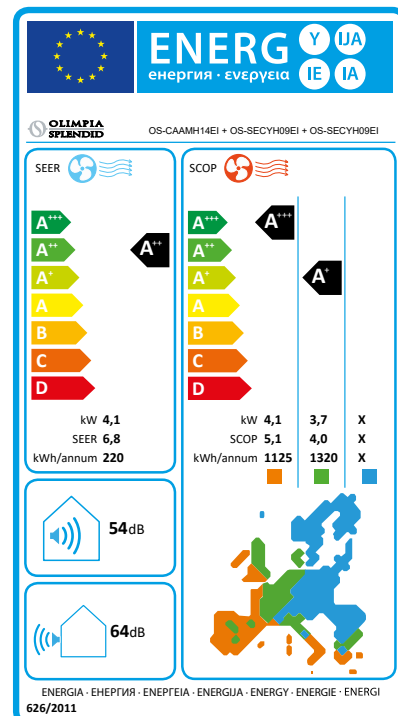 ENERG
Y IJA
IE IA
енергия · ενεργεια
OLIMPIA
SPLENDID
OS-CAAMH14EI + OS-SECYH09EI + OS-SECYH09EI
SEER
A+++
A++
A+
A
B
C
D
A++
kW 4,1
SEER 6,8
kWh/annum 220
SCOP
A+++
A++
A+
A
B
C
D
A+++
A+
kW 4,1 3,7 X
SCOP 5,1 4,0 X
kWh/annum 1125 1320 X
54dB
64dB
ENERGIA · ЕНЕРГИЯ · ΕΝΕΡΓΕΙΑ · ENERGIJA · ENERGY · ENERGIE · ENERGI
626/2011